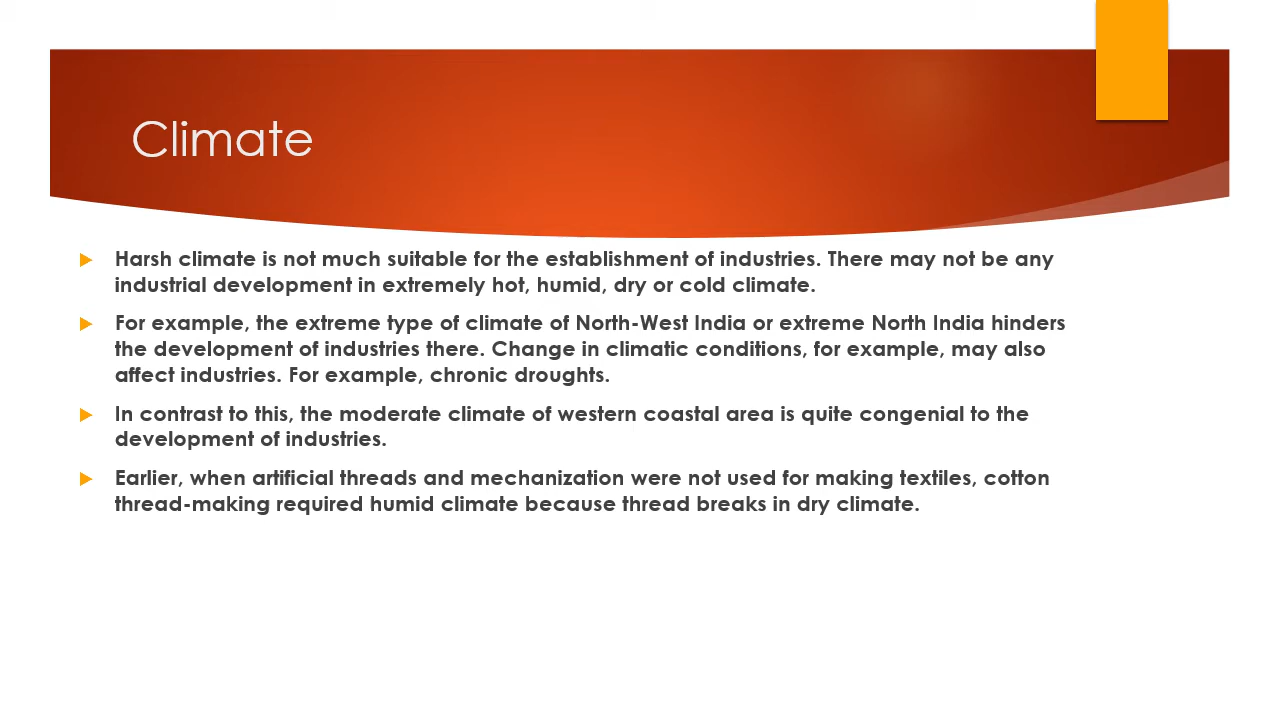 Climate
Harsh climate is not much suitable for the establishment of industries. There may not be any
industrial development in extremely hot, humid, dry or cold climate.
For example, the extreme type of climate of North-West India or extreme North India hinders
the development of industries there. Change in climatic conditions, for example, may also
affect industries. For example, chronic droughts.
In contrast to this, the moderate climate of western coastal area is quite congenial to the
development of industries.
Earlier, when artificial threads and mechanization were not used for making textiles, cotton
thread-making required humid climate because thread breaks in dry climate.